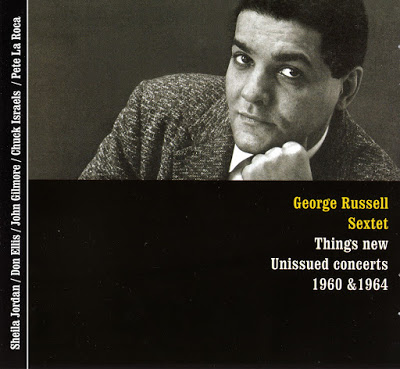 George Russell
Sextet
Things new
Unissued concerts
1960 &1964
Sheila Jordan / Don Ellis / John Gilmore / Chuck Israels / Pete La Roca